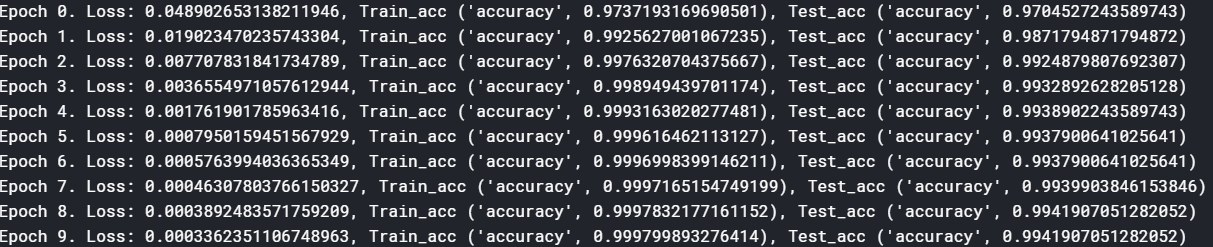 Epoch 0. Loss: 0.048902653138211946, Train_acc ('accuracy', 0.9737193169690501), Test_acc ('accuracy', 0.9704527243589743)
Epoch 1. Loss: 0.019023470235743304, Train_acc ('accuracy', 0.9925627001067235), Test_acc ('accuracy', 0.9871794871794872)
Epoch 2. Loss: 0.007707831841734789, Train_acc ('accuracy', 0.9976320704375667), Test_acc ('accuracy', 0.9924879807692307)
Epoch 3. Loss: 0.0036554971057612944, Train_acc ('accuracy', 0.998949439701174), Test_acc ('accuracy', 0.9932892628205128)
Epoch 4. Loss: 0.001761901785963416, Train_acc ('accuracy', 0.9993163020277481), Test_acc ('accuracy', 0.9938902243589743)
Epoch 5. Loss: 0.0007950159451567929, Train_acc ('accuracy', 0.999616462113127), Test_acc ('accuracy', 0.9937900641025641)
Epoch 6. Loss: 0.0005763994036365349, Train_acc ('accuracy', 0.9996998399146211), Test_acc ('accuracy', 0.9937900641025641)
Epoch 7. Loss: 0.00046307803766150327, Train_acc ('accuracy', 0.9997165154749199), Test_acc ('accuracy', 0.9939903846153846)
Epoch 8. Loss: 0.0003892483571759209, Train_acc ('accuracy', 0.9997832177161152), Test_acc ('accuracy', 0.9941907051282052)
Epoch 9. Loss: 0.0003362351106748963, Train_acc ('accuracy', 0.999799893276414), Test_acc ('accuracy', 0.9941907051282052)